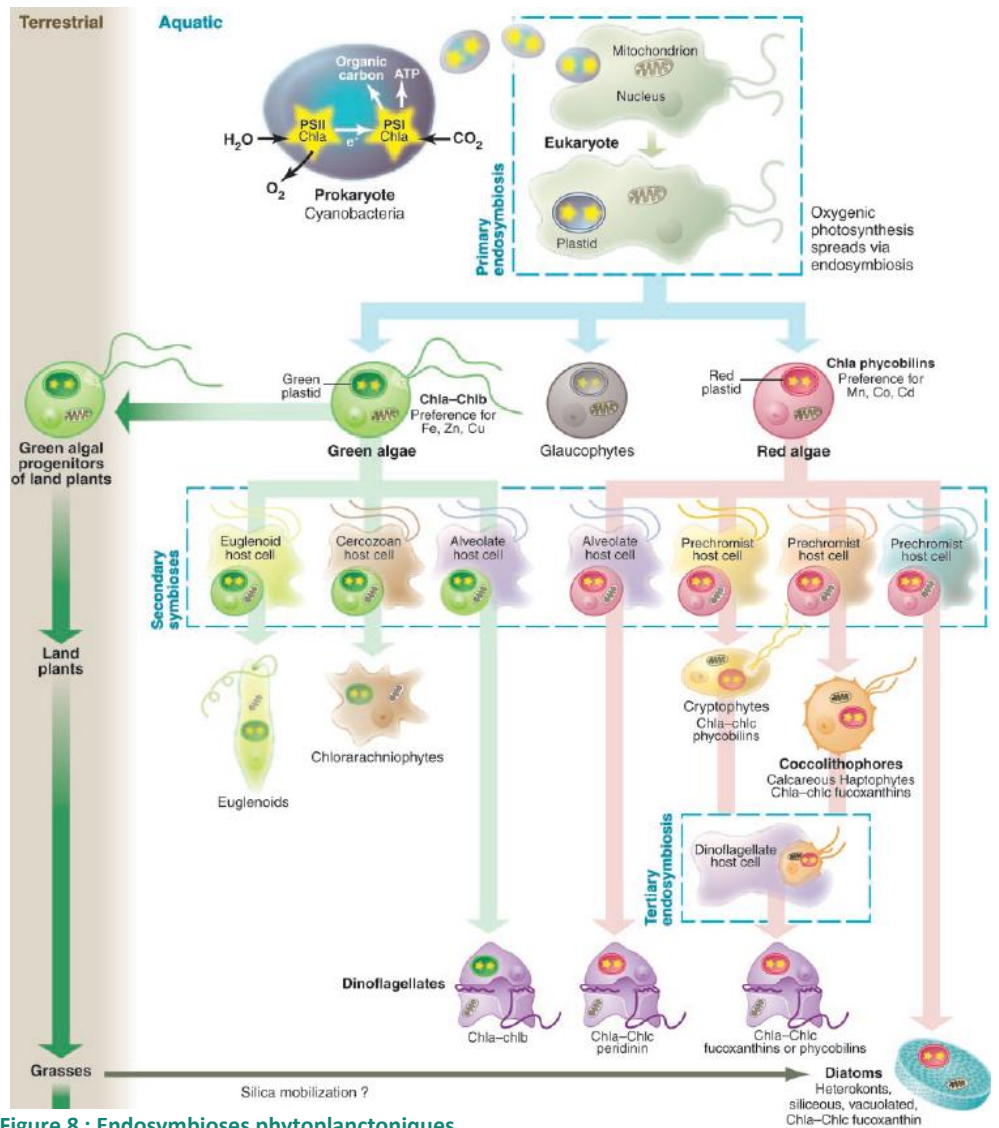 Terrestrial
Aquatic
Organic
carbon
ATP
PSII
Chla
e-
PSI
Chla
H2O
CO2
O2
Prokaryote
Cyanobacteria
Mitochondrion
Nucleus
Eukaryote
Plastid
Primary
endosymbiosis
Oxygenic
photosynthesis
spreads via
endosymbiosis
Green algal
progenitors
of land plants
Green
plastid
Chla–Chlb
Preference for
Fe, Zn, Cu
Green algae
Glaucophytes
Red
plastid
Chla phycobilins
Preference for
Mn, Co, Cd
Red algae
Secondary
symbioses
Euglenoid
host cell
Cercozoan
host cell
Alveolate
host cell
Alveolate
host cell
Prechromist
host cell
Prechromist
host cell
Prechromist
host cell
Land
plants
Euglenoids
Chlorarachniophytes
Cryptophytes
Chla–chlc
phycobilins
Coccolithophores
Calcareous Haptophytes
Chla–chlc fucoxanthins
Tertiary
endosymbiosis
Dinoflagellate
host cell
Dinoflagellates
Chla–chlb
Chla–Chlc
peridinin
Chla–Chlc
fucoxanthins or phycobilins
Grasses
Silica mobilization ?
Diatoms
Heterokonts,
siliceous, vacuolated,
Chla–Chlc fucoxanthin
Figure 8 : Endosymbioses phytoplanctoniques